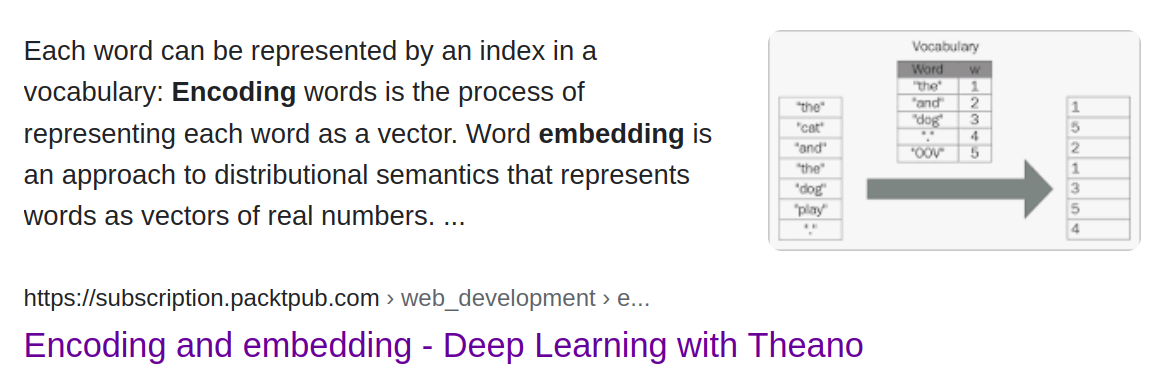 Each word can be represented by an index in a
vocabulary: Encoding words is the process of
representing each word as a vector. Word embedding is
an approach to distributional semantics that represents
words as vectors of real numbers. ...
Vocabulary
Word w
"the" 1
"and" 2
"dog" 3
"." 4
"OOV" 5
"the"
"cat"
"and"
"the"
"dog"
"play"
"."
1
5
2
1
3
5
4
https://subscription.packtpub.com › web_development › e...
Encoding and embedding - Deep Learning with Theano